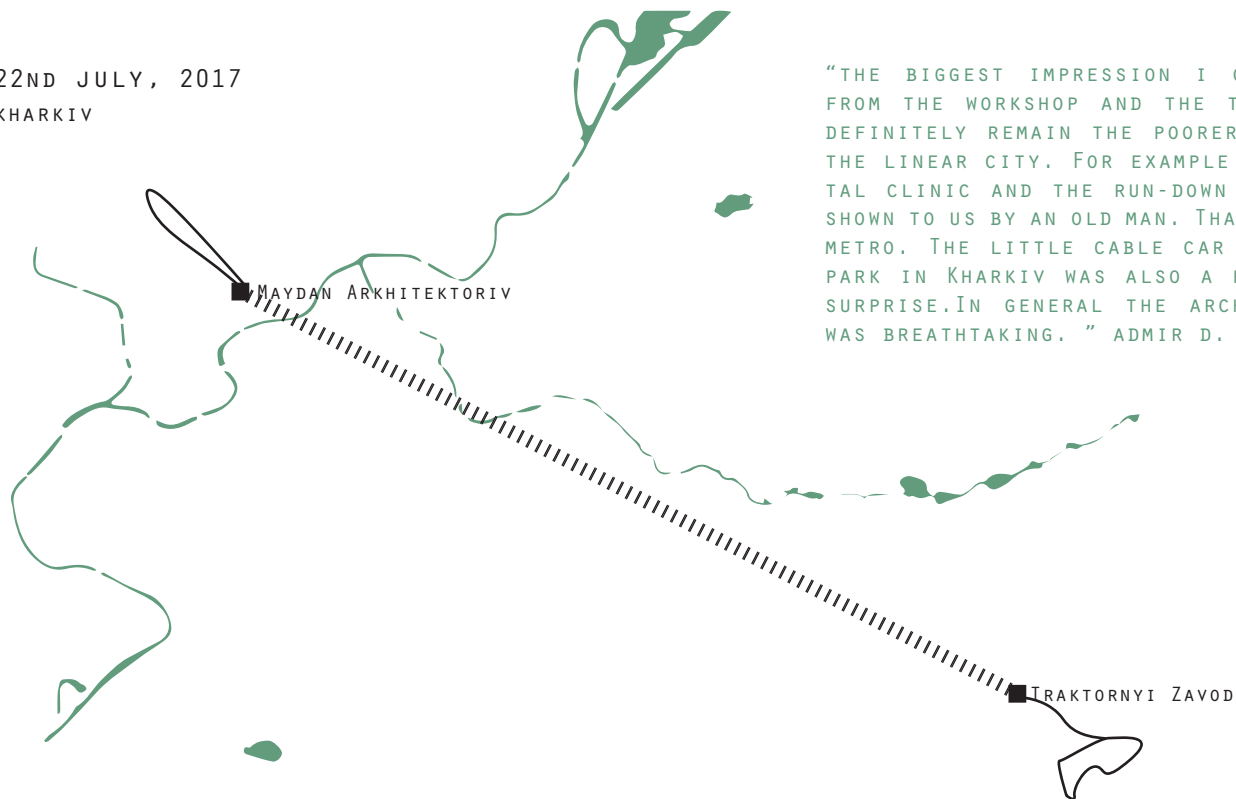 22ND JULY, 2017
KHARKIV
“THE BIGGEST IMPRESSION I
FROM THE WORKSHOP AND THE T
DEFINITELY REMAIN THE POORER
THE LINEAR CITY. FOR EXAMPLE
TAL CLINIC AND THE RUN-DOWN
SHOWN TO US BY AN OLD MAN. THA
METRO. THE LITTLE CABLE CAR
PARK IN KHARKIV WAS ALSO A
SURPRISE.IN GENERAL THE ARCH
WAS BREATHTAKING. ” ADMIR D.
MAYDAN ARKHITEKTORIV
TRAKTORNYI ZAVOD